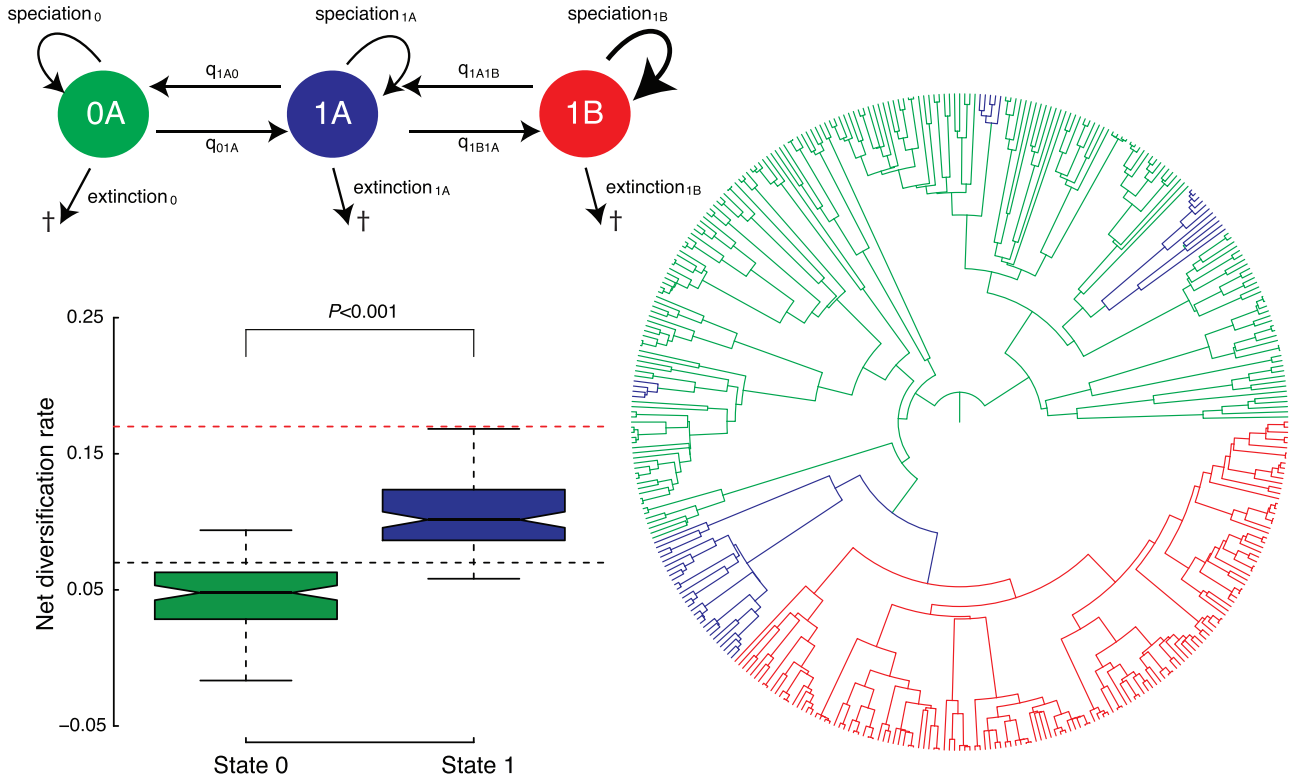 speciation0 speciation1A speciation1B
q1A0 q1A1B
0A 1A 1B
q01A q1B1A
extinction0 extinction1A extinction1B
† † †
P<0.001
Net diversification rate
0.25
0.15
0.05
−0.05
State 0 State 1